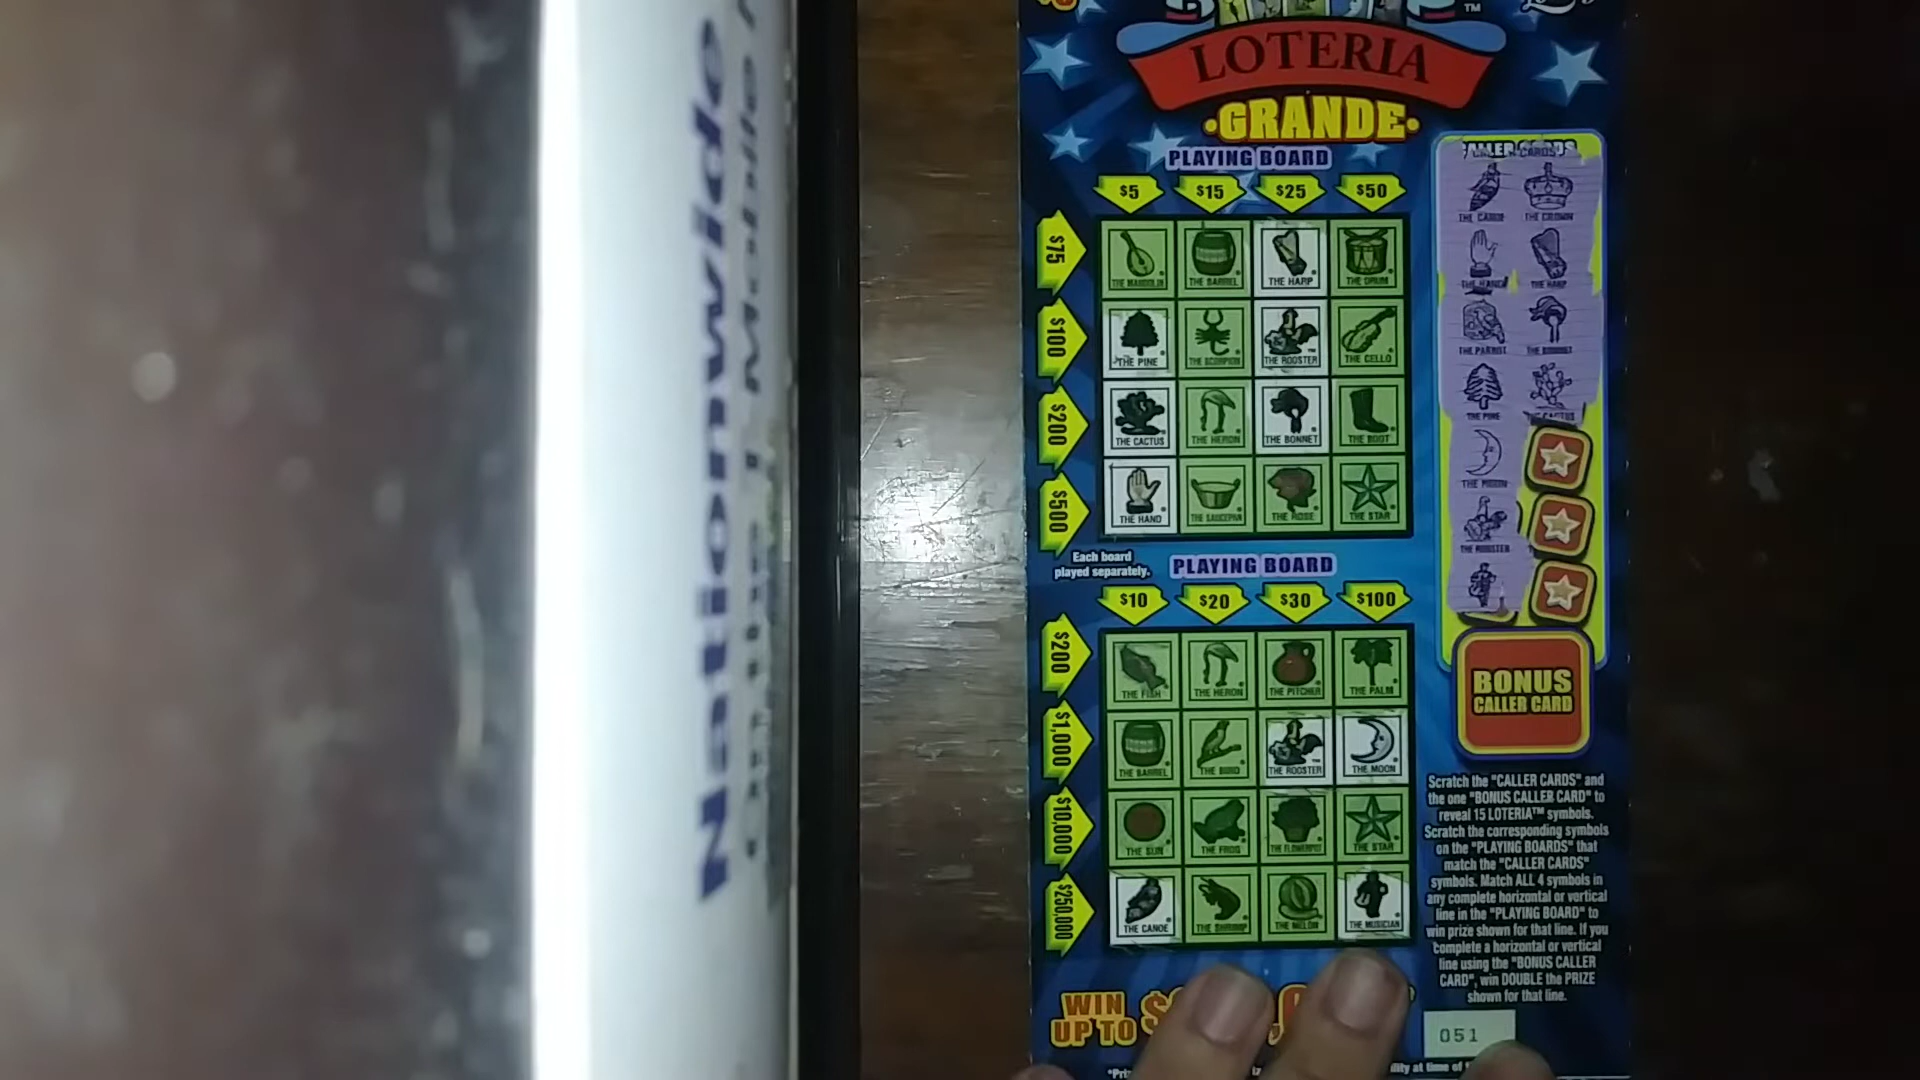 Nationwide
LOTERIA
TM
·GRANDE·
PLAYING BOARD
CALLER CARDS
$5 $15 $25 $50
$75
THE MANDOLIN THE BARREL THE HARP THE DRUM
$100
THE PINE THE SCORPION THE ROOSTER THE CELLO
$200
THE CACTUS THE HERON THE BONNET THE BOOT
$500
THE HAND THE SAUCEPAN THE ROSE THE STAR
THE CANOE THE CROWN
THE HAND THE HARP
THE PARROT THE BONNET
THE PINE THE CACTUS
THE MOON
THE ROOSTER
Each board
played separately.
PLAYING BOARD
$10 $20 $30 $100
$200
THE FISH THE HERON THE PITCHER THE PALM
$1,000
THE BARREL THE BIRD THE ROOSTER THE MOON
$10,000
THE SUN THE FROG THE FLOWERPOT THE STAR
$250,000
THE CANOE THE SHRIMP THE MELON THE MUSICIAN
BONUS
CALLER CARD
Scratch the "CALLER CARDS" and
the one "BONUS CALLER CARD" to
reveal 15 LOTERIA™ symbols.
Scratch the corresponding symbols
on the "PLAYING BOARDS" that
match the "CALLER CARDS"
symbols. Match ALL 4 symbols in
any complete horizontal or vertical
line in the "PLAYING BOARD" to
win prize shown for that line. If you
complete a horizontal or vertical
line using the "BONUS CALLER
CARD", win DOUBLE the PRIZE
shown for that line.
WIN
UP TO
051